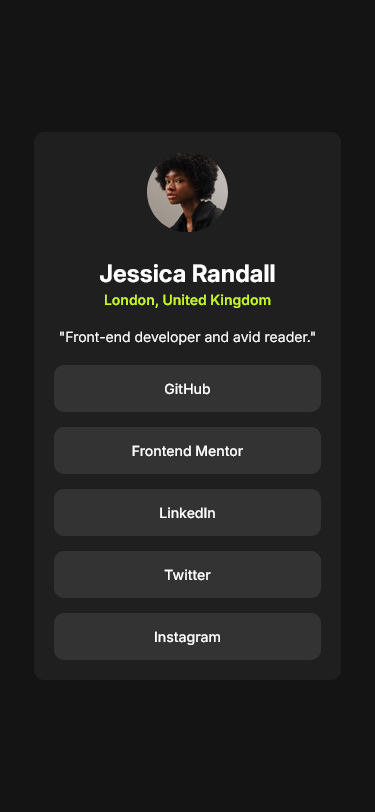 Jessica Randall
London, United Kingdom
"Front-end developer and avid reader."
GitHub
Frontend Mentor
LinkedIn
Twitter
Instagram